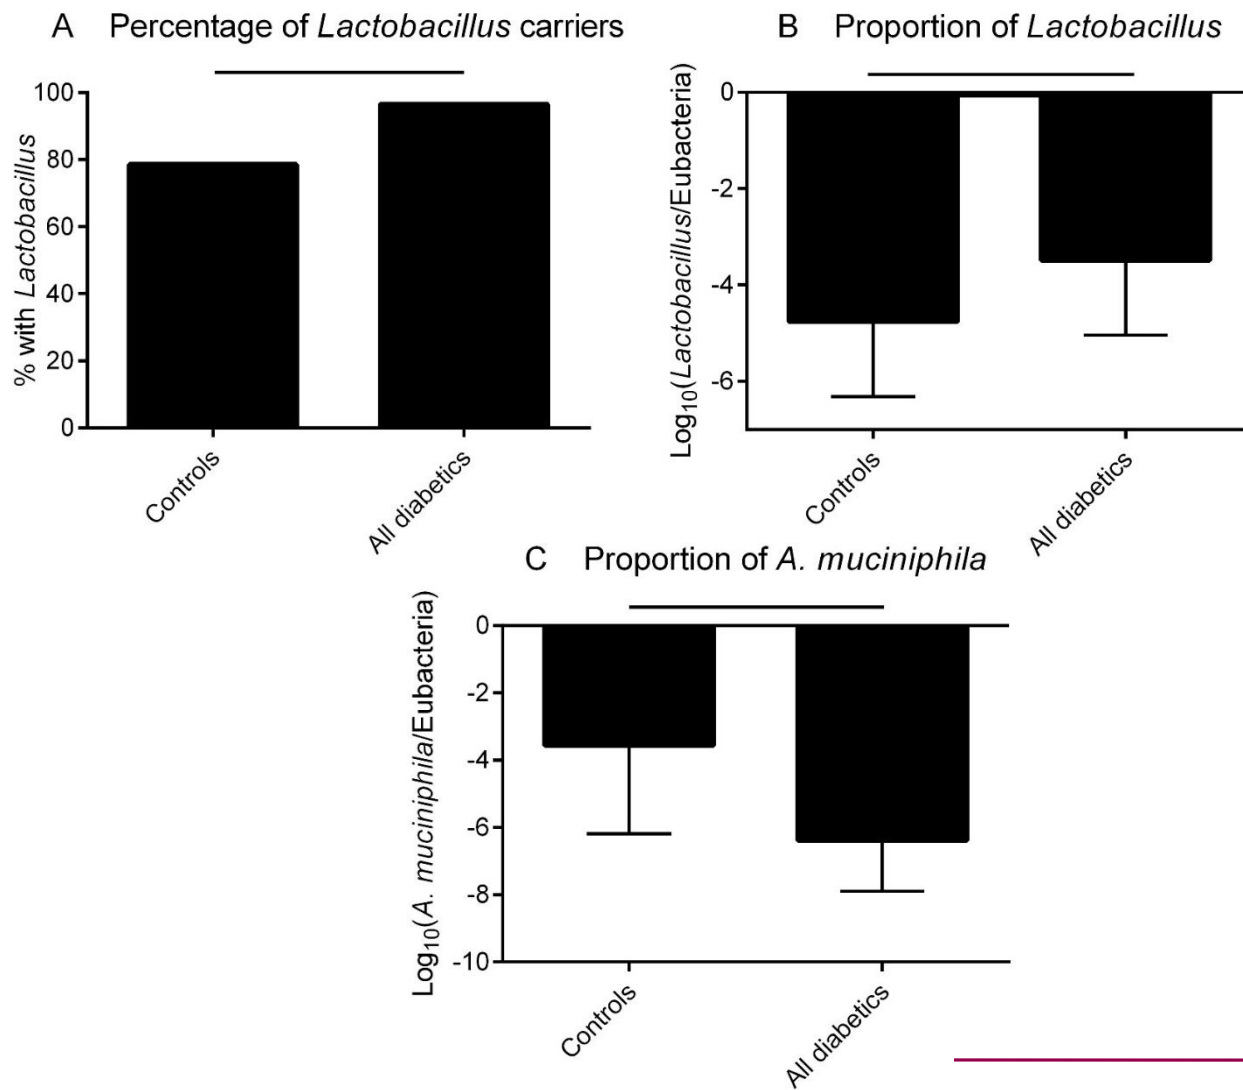 A Percentage of Lactobacillus carriers
% with Lactobacillus
100
80
60
40
20
0
Controls
All diabetics
B Proportion of Lactobacillus
Log10(Lactobacillus/Eubacteria)
0
-2
-4
-6
Controls
All diabetics
C Proportion of A. muciniphila
Log10(A. muciniphila/Eubacteria)
0
-2
-4
-6
-8
-10
Controls
All diabetics